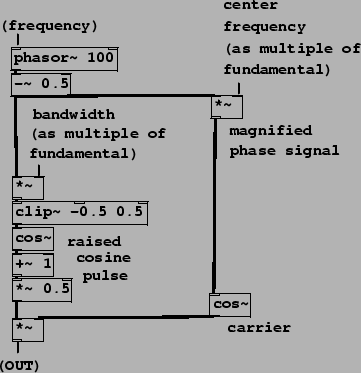 (frequency)
phasor~ 100
-~ 0.5
center
frequency
(as multiple of
fundamental)
*~
magnified
phase signal
bandwidth
(as multiple of
fundamental)
*~
clip~ -0.5 0.5
cos~
+~ 1
*~ 0.5
raised
cosine
pulse
cos~
carrier
*~
(OUT)